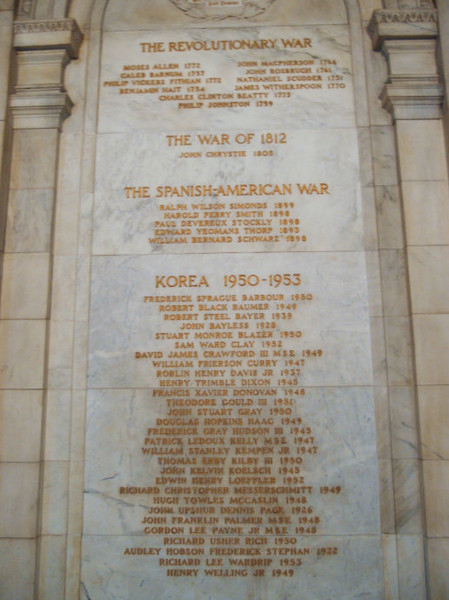 THE REVOLUTIONARY WAR
MOSES ALLEN 1772 JOHN MACPHERSON 1766
CALEB BARNUM 1757 JOHN ROSBRUGH 1761
PHILIP VICKERS FITHIAN 1772 NATHANIEL SCUDDER 1751
BENJAMIN HAIT 1754 JAMES WITHERSPOON 1770
CHARLES CLINTON BEATTY 1775
PHILIP JOHNSTON 1759
THE WAR OF 1812
JOHN CHRYSTIE 1805
THE SPANISH-AMERICAN WAR
RALPH WILSON SIMONDS 1899
HAROLD PERRY SMITH 1898
PAUL DEVEREUX STOCKLY 1898
EDWARD YEOMANS THORP 1893
WILLIAM BERNARD SCHWARZ 1898
KOREA 1950-1953
FREDERICK SPRAGUE BARBOUR 1950
ROBERT BLACK BAUMER 1949
ROBERT STEEL BAYER 1939
JOHN BAYLESS 1928
STUART MONROE BLAZER 1950
SAM WARD CLAY 1952
DAVID JAMES CRAWFORD III M.S.E. 1949
WILLIAM FRIERSON CURRY 1947
ROBLIN HENRY DAVIS JR 1937
HENRY TRIMBLE DIXON 1945
FRANCIS XAVIER DONOVAN 1948
THEODORE GOULD III 1950
JOHN STUART GRAY 1950
DOUGLAS HOPKINS HAAG 1949
FREDERICK GRAY HUDSON III 1945
PATRICK LEDOUX KELLY M.S.E. 1947
WILLIAM STANLEY KEMPEN JR 1947
THOMAS EBBY KILBY III 1950
JOHN KELVIN KOELSCH 1945
EDWIN HENRY LOEFFLER 1952
RICHARD CHRISTOPHER MESSERSCHMITT 1949
HUGH TOWLES MCCASLIN 1948
JOHN UPSHUR DENNIS PAGE 1926
JOHN FRANKLIN PALMER M.S.E. 1948
GORDON LEE PAYNE JR M.S.E. 1948
RICHARD USHER RICH 1950
AUDLEY HOBSON FREDERICK STEPHAN 1922
RICHARD LEE WARDRIP 1953
HENRY WELLING JR 1949